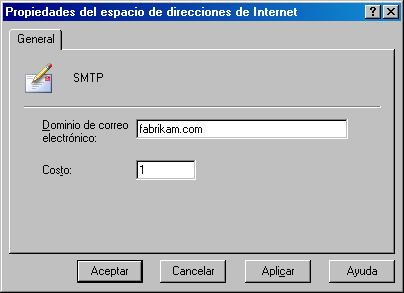 Propiedades del espacio de direcciones de Internet
General
SMTP
Dominio de correo
electrónico:
fabrikam.com
Costo:
1
Aceptar Cancelar Aplicar Ayuda